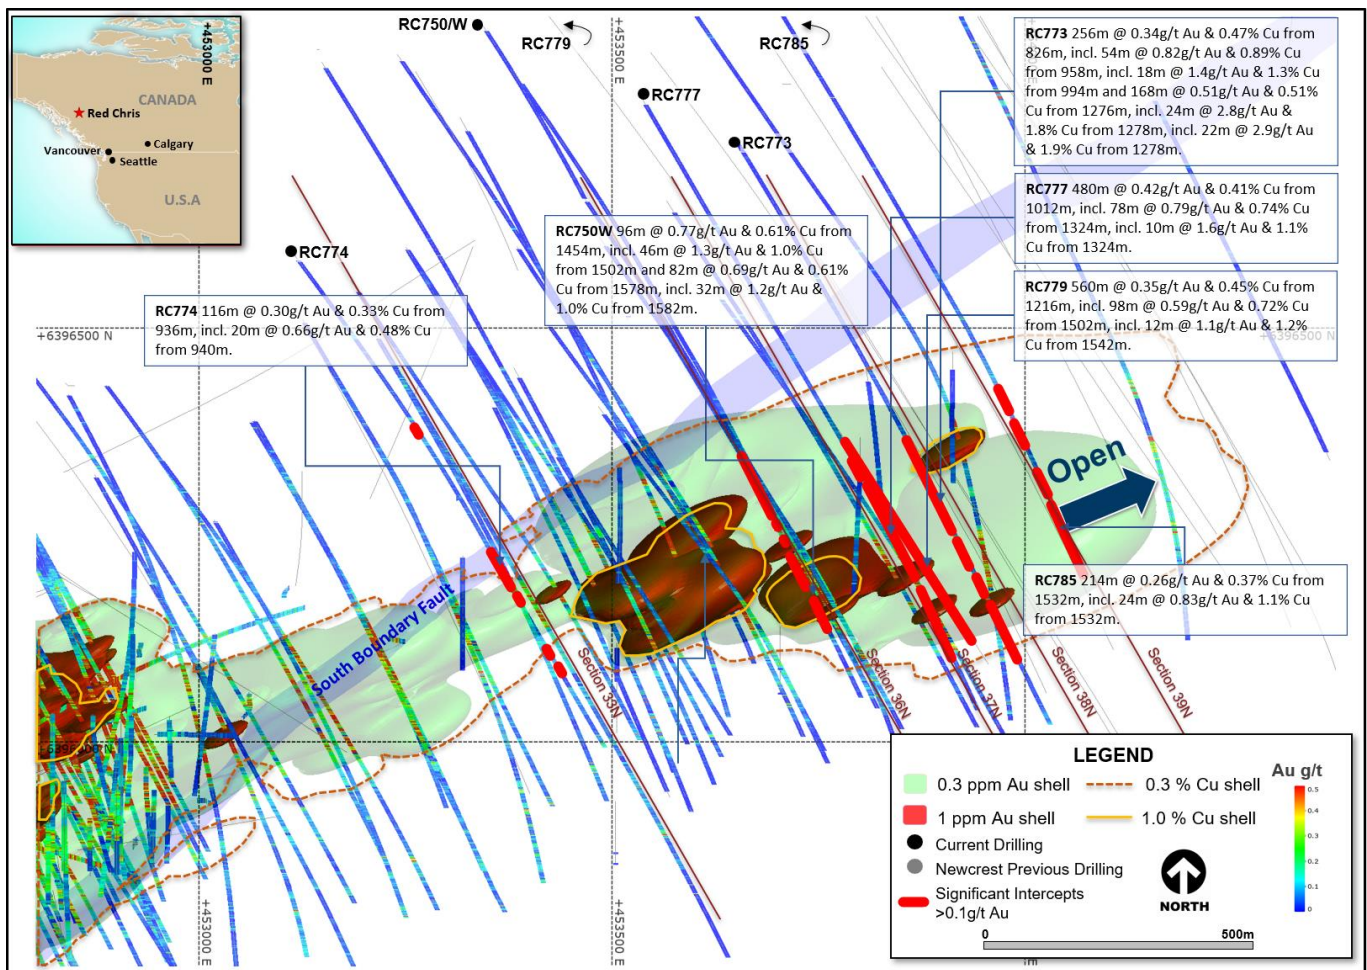 +453000 E
CANADA
Red Chris
Calgary
Vancouver
Seattle
U.S.A
RC750/W
RC779
+453500 E
RC785
RC777
RC773
RC774
RC773 256m @ 0.34g/t Au & 0.47% Cu from
826m, incl. 54m @ 0.82g/t Au & 0.89% Cu
from 958m, incl. 18m @ 1.4g/t Au & 1.3% Cu
from 994m and 168m @ 0.51g/t Au & 0.51%
Cu from 1276m, incl. 24m @ 2.8g/t Au &
1.8% Cu from 1278m, incl. 22m @ 2.9g/t Au
& 1.9% Cu from 1278m.
RC777 480m @ 0.42g/t Au & 0.41% Cu from
1012m, incl. 78m @ 0.79g/t Au & 0.74% Cu
from 1324m, incl. 10m @ 1.6g/t Au & 1.1%
Cu from 1324m.
RC750W 96m @ 0.77g/t Au & 0.61% Cu from
1454m, incl. 46m @ 1.3g/t Au & 1.0% Cu
from 1502m and 82m @ 0.69g/t Au & 0.61%
Cu from 1578m, incl. 32m @ 1.2g/t Au &
1.0% Cu from 1582m.
RC779 560m @ 0.35g/t Au & 0.45% Cu from
1216m, incl. 98m @ 0.59g/t Au & 0.72% Cu
from 1502m, incl. 12m @ 1.1g/t Au & 1.2%
Cu from 1542m.
RC774 116m @ 0.30g/t Au & 0.33% Cu from
936m, incl. 20m @ 0.66g/t Au & 0.48% Cu
from 940m.
+6396500 N
+6396500 N
Open
RC785 214m @ 0.26g/t Au & 0.37% Cu from
1532m, incl. 24m @ 0.83g/t Au & 1.1% Cu
from 1532m.
South Boundary Fault
Section 33N
Section 36N
Section 37N
Section 38N
Section 39N
+453000 E
+453500 E
LEGEND
0.3 ppm Au shell
0.3 % Cu shell
1 ppm Au shell
1.0 % Cu shell
Current Drilling
Newcrest Previous Drilling
Significant Intercepts
>0.1g/t Au
Au g/t
0.5
0.4
0.3
0.2
0.1
0
NORTH
0
500m